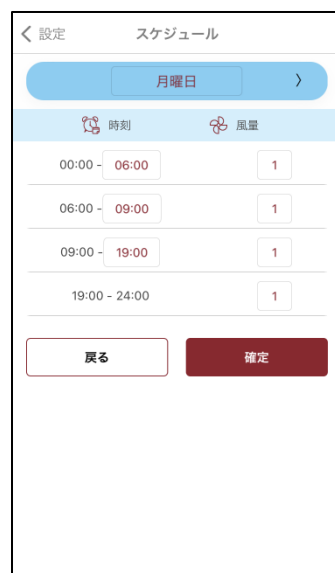 設定 スケジュール
月曜日
時刻 風量
00:00 - 06:00 1
06:00 - 09:00 1
09:00 - 19:00 1
19:00 - 24:00 1
戻る 確定